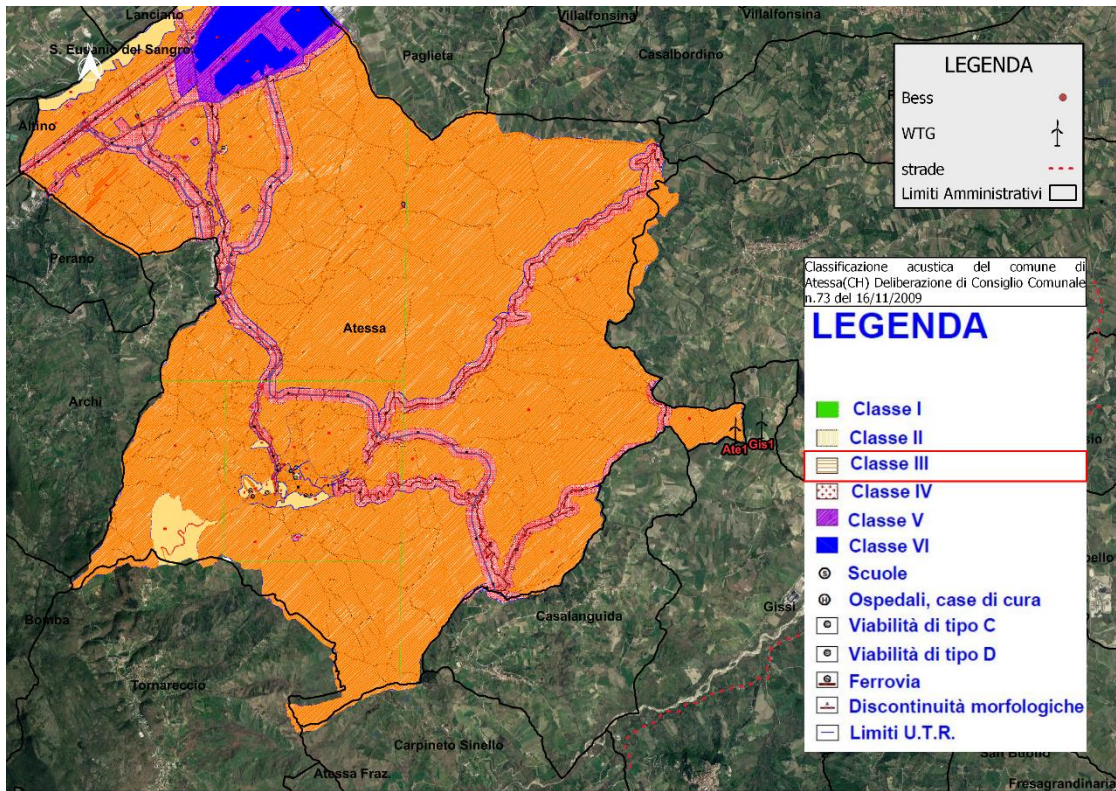 Lanciano
Villalfonsina
Villalfonsina
S. Eusanio del Sangro
Paglieta
Casalbordino
Altino
Perano
Atessa
Archi
Ate1
Gis1
Bomba
Casalanguida
Gissi
Tornareccio
Carpineto Sinello
Atessa Fraz.
San Buono
Fresagrandinaria
LEGENDA
Bess
WTG
strade
Limiti Amministrativi
Classificazione acustica del comune di
Atessa(CH) Deliberazione di Consiglio Comunale
n.73 del 16/11/2009
LEGENDA
Classe I
Classe II
Classe III
Classe IV
Classe V
Classe VI
S Scuole
H Ospedali, case di cura
Viabilità di tipo C
Viabilità di tipo D
Ferrovia
Discontinuità morfologiche
Limiti U.T.R.